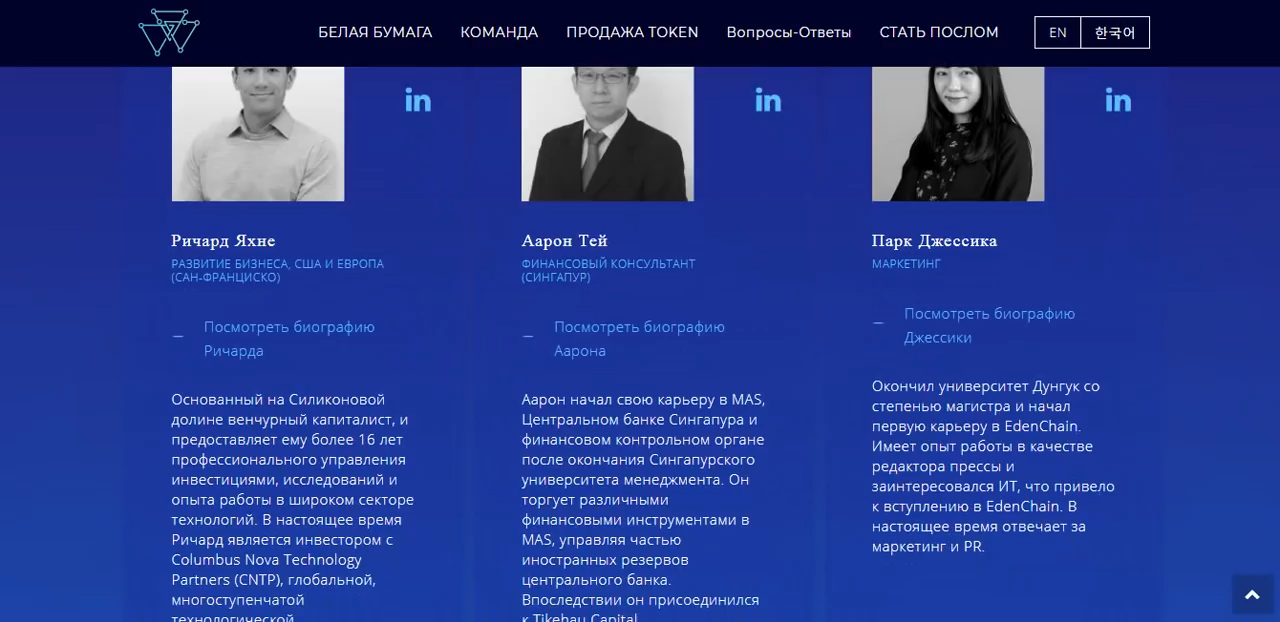 БЕЛАЯ БУМАГА КОМАНДА ПРОДАЖА TOKEN Вопросы-Ответы СТАТЬ ПОСЛОМ EN 한국어
in in in
Ричард Яхне
РАЗВИТИЕ БИЗНЕСА, США И ЕВРОПА
(САН-ФРАНЦИСКО)
Посмотреть биографию
Ричарда
Основанный на Силиконовой
долине венчурный капиталист, и
предоставляет ему более 16 лет
профессионального управления
инвестициями, исследований и
опыта работы в широком секторе
технологий. В настоящее время
Ричард является инвестором с
Columbus Nova Technology
Partners (CNTP), глобальной,
многоступенчатой
технологической
Аарон Тей
ФИНАНСОВЫЙ КОНСУЛЬТАНТ
(СИНГАПУР)
Посмотреть биографию
Аарона
Аарон начал свою карьеру в MAS,
Центральном банке Сингапура и
финансовом контрольном органе
после окончания Сингапурского
университета менеджмента. Он
торгует различными
финансовыми инструментами в
MAS, управляя частью
иностранных резервов
центрального банка.
Впоследствии он присоединился
к Tikehau Capital
Парк Джессика
МАРКЕТИНГ
Посмотреть биографию
Джессики
Окончил университет Дунгук со
степенью магистра и начал
первую карьеру в EdenChain.
Имеет опыт работы в качестве
редактора прессы и
заинтересовался ИТ, что привело
к вступлению в EdenChain. В
настоящее время отвечает за
маркетинг и PR.